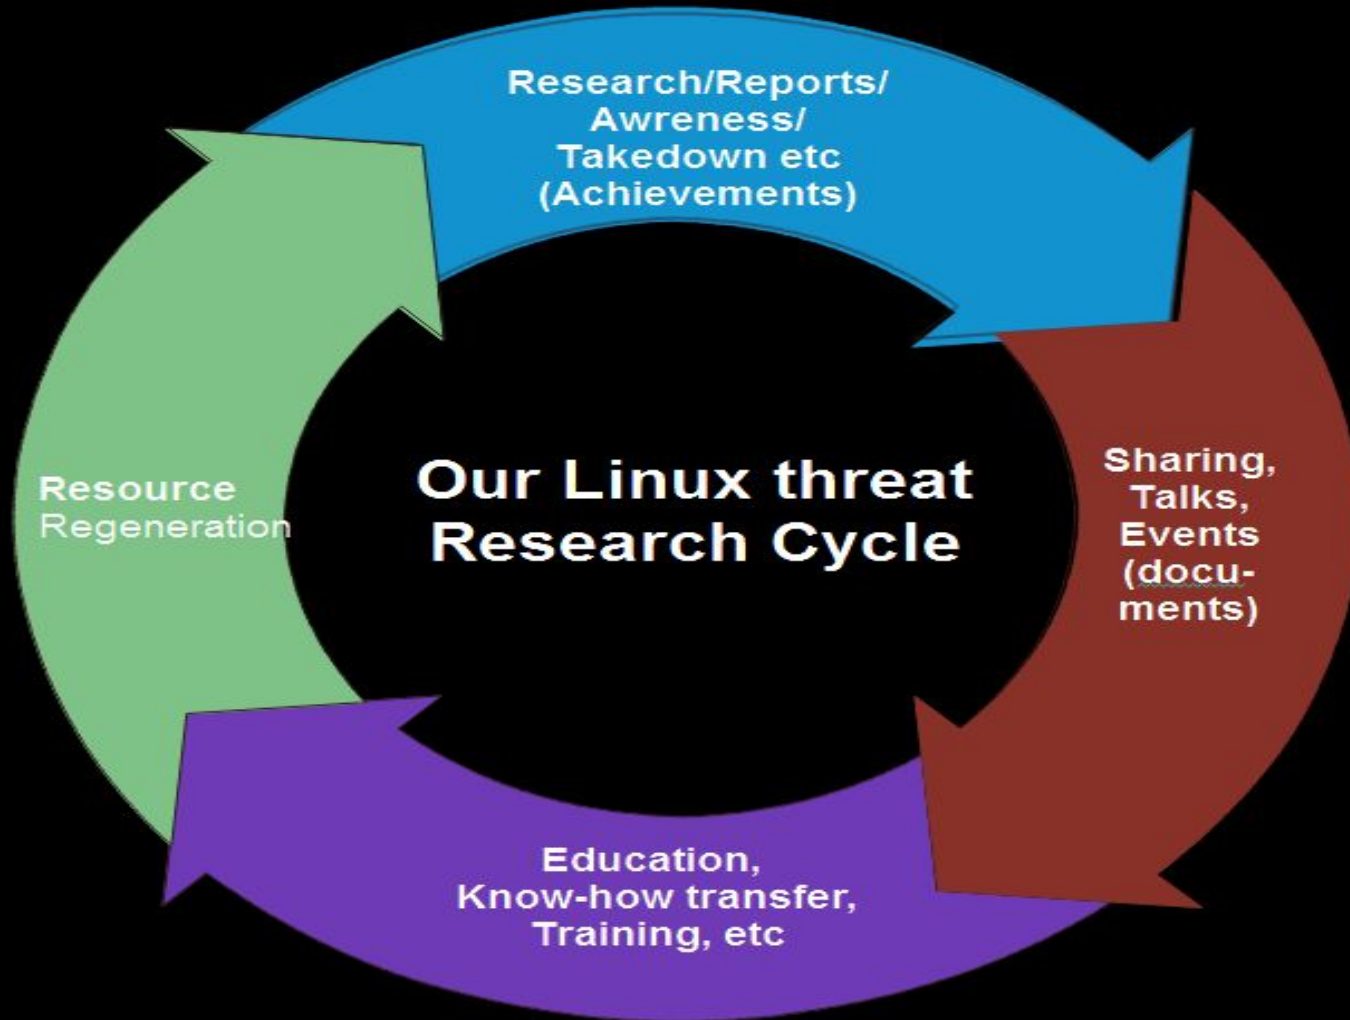 Research/Reports/
Awreness/
Takedown etc
(Achievements)
Our Linux threat
Research Cycle
Sharing,
Talks,
Events
(docu-
ments)
Education,
Know-how transfer,
Training, etc
Resource
Regeneration